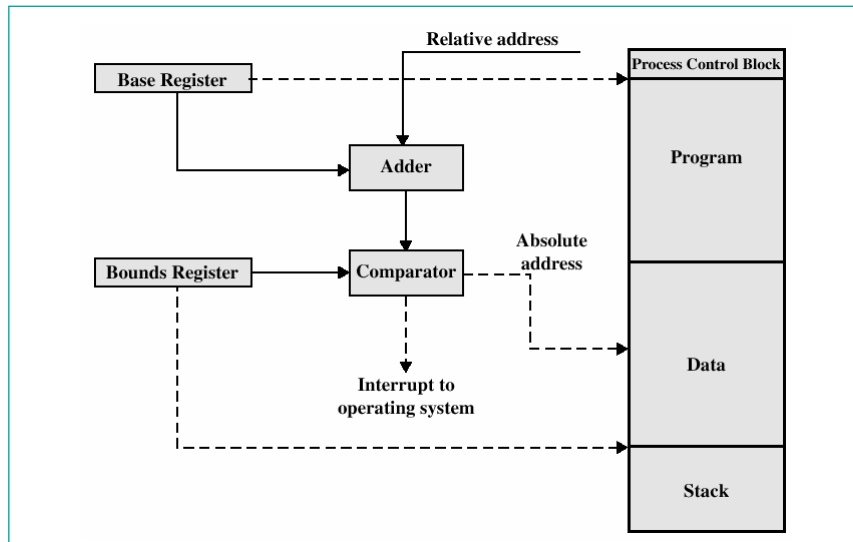 Relative address
Process Control Block
Base Register
Program
Adder
Absolute
address
Bounds Register
Comparator
Data
Interrupt to
operating system
Stack